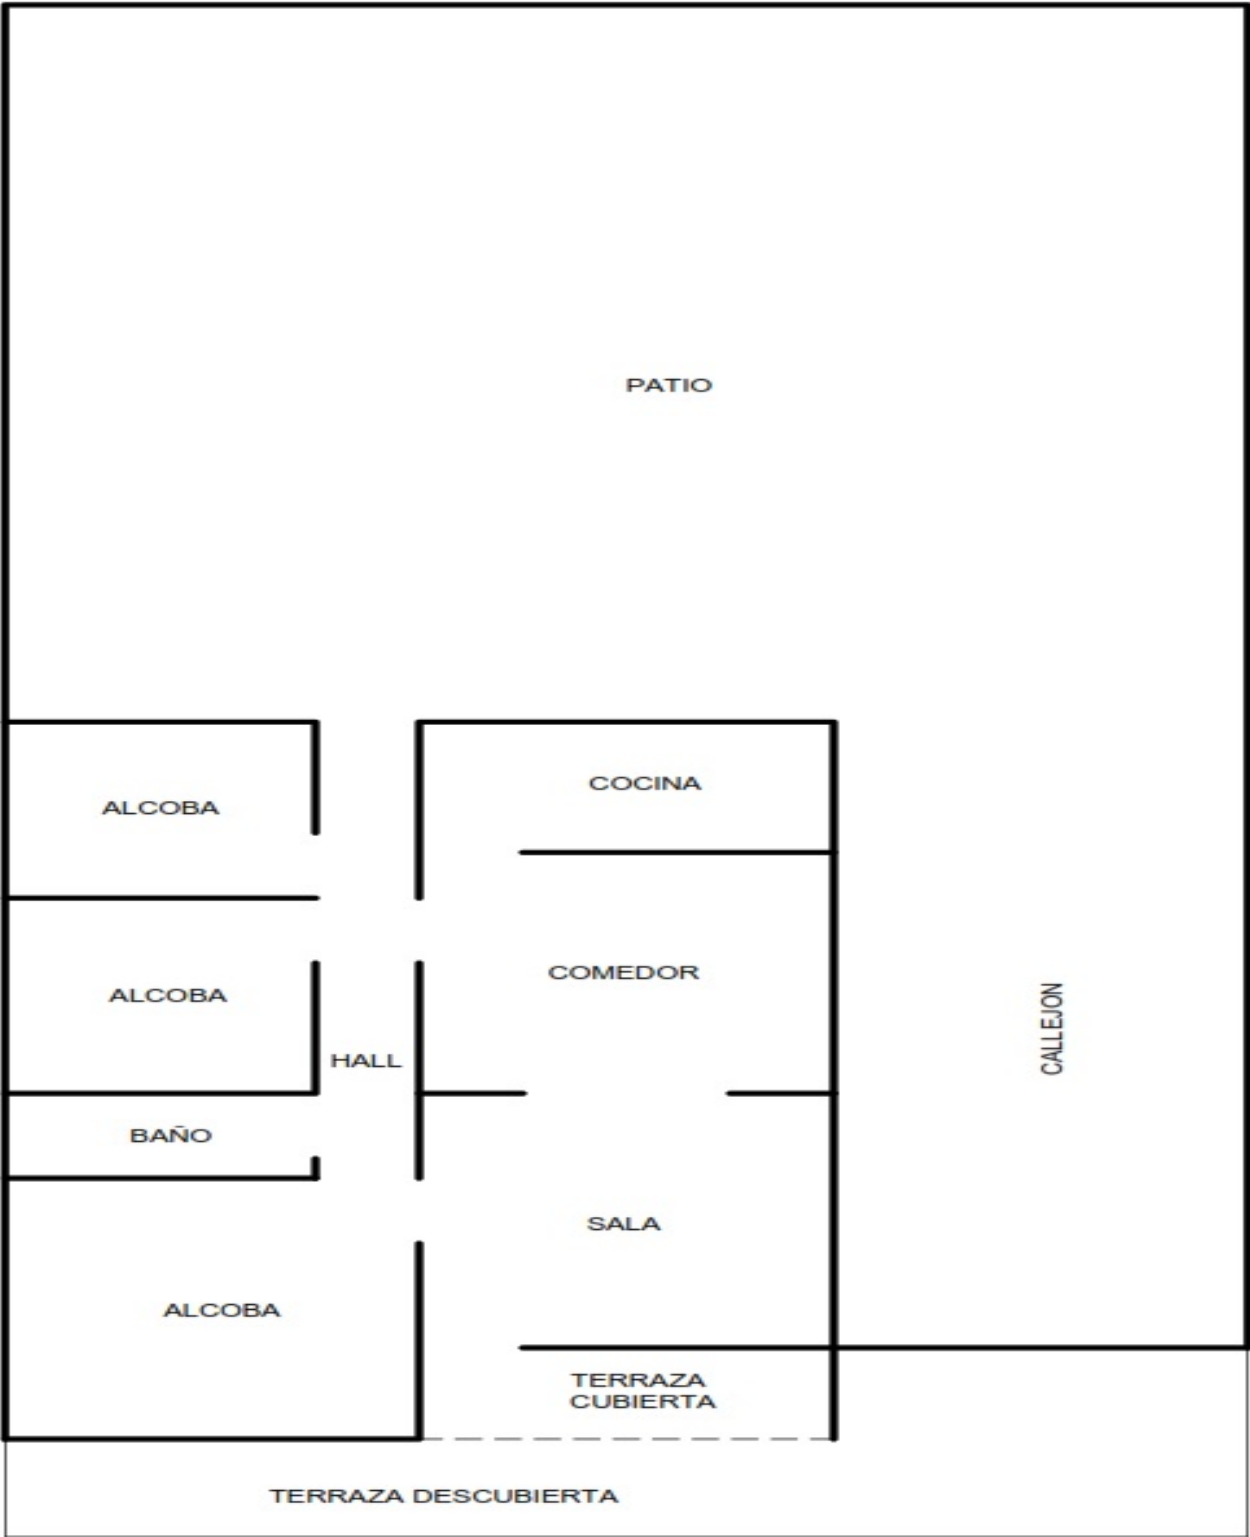 PATIO
COCINA
ALCOBA
COMEDOR
ALCOBA
CALLEJON
HALL
BAÑO
SALA
ALCOBA
TERRAZA
CUBIERTA
TERRAZA DESCUBIERTA